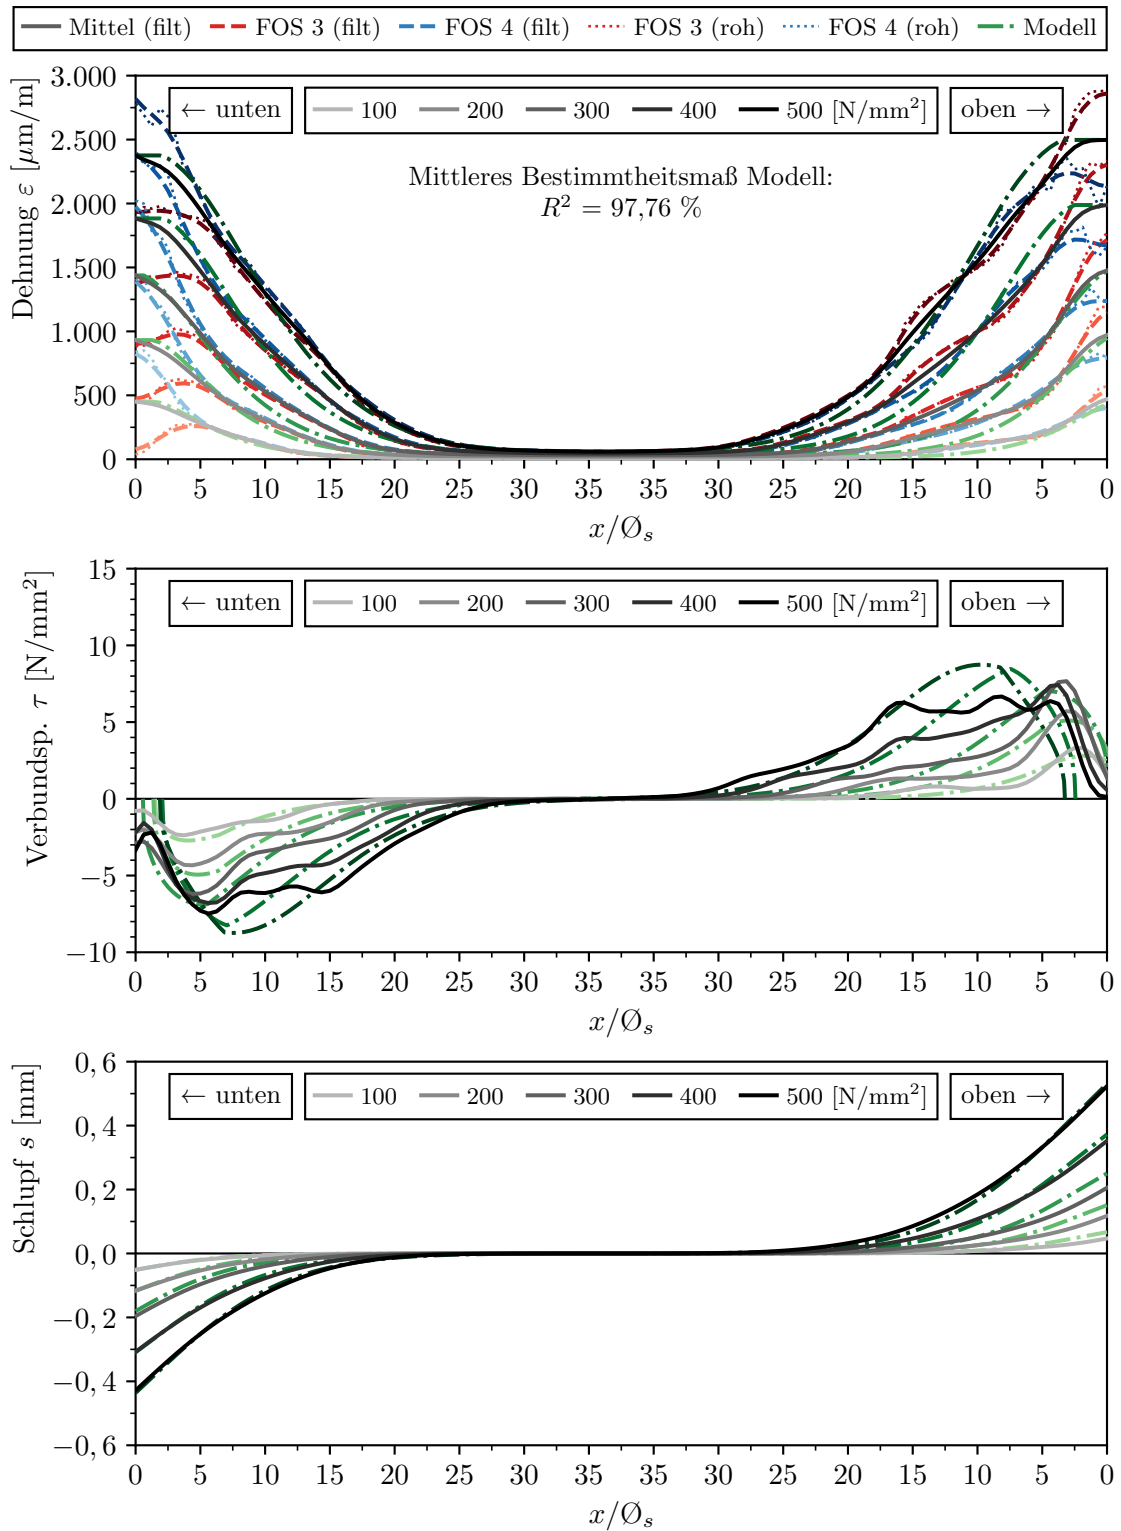 Mittel (filt) FOS 3 (filt) FOS 4 (filt) FOS 3 (roh) FOS 4 (roh) Modell
Dehnung ε [μm/m]
3.000
2.500
2.000
1.500
1.000
500
0
← unten
100 200 300 400 500 [N/mm²]
oben →
Mittleres Bestimmtheitsmaß Modell:
R² = 97,76 %
0 5 10 15 20 25 30 35 35 30 25 20 15 10 5 0
x/Øₛ
Verbundsp. τ [N/mm²]
15
10
5
0
−5
−10
← unten
100 200 300 400 500 [N/mm²]
oben →
0 5 10 15 20 25 30 35 35 30 25 20 15 10 5 0
x/Øₛ
Schlupf s [mm]
0,6
0,4
0,2
0,0
−0,2
−0,4
−0,6
← unten
100 200 300 400 500 [N/mm²]
oben →
0 5 10 15 20 25 30 35 35 30 25 20 15 10 5 0
x/Øₛ